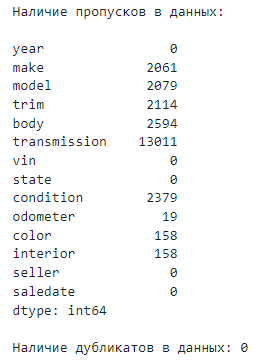 Наличие пропусков в данных:
year 0
make 2061
model 2079
trim 2114
body 2594
transmission 13011
vin 0
state 0
condition 2379
odometer 19
color 158
interior 158
seller 0
saledate 0
dtype: int64
Наличие дубликатов в данных: 0